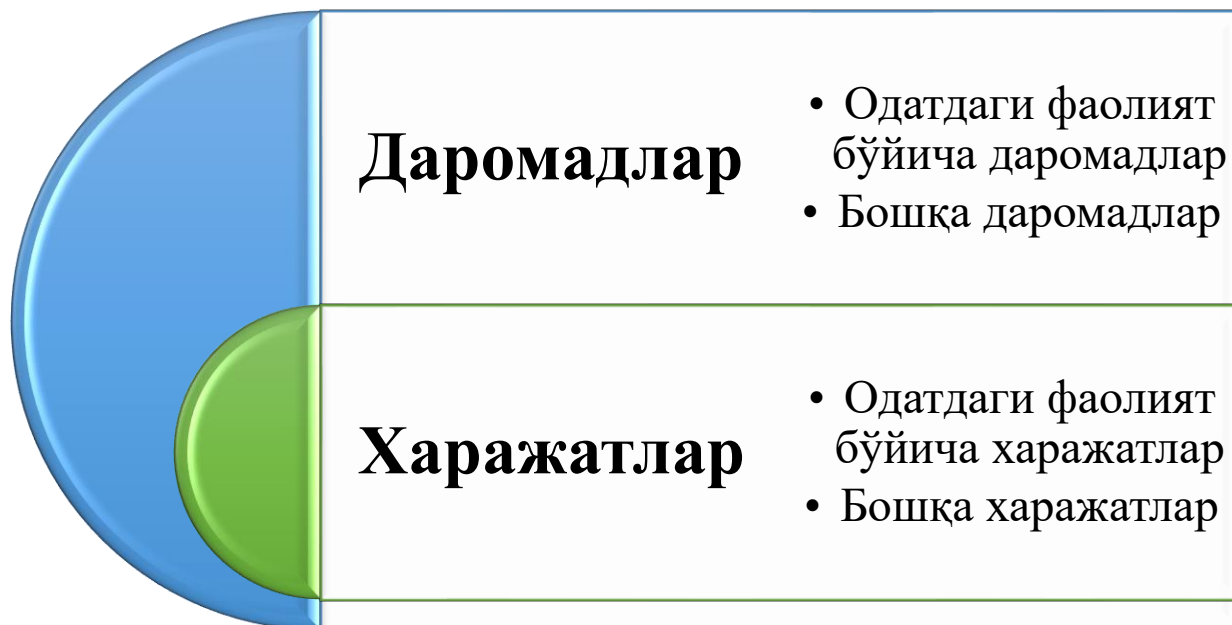 Даромадлар
• Одатдаги фаолият
бўйича даромадлар
• Бошқа даромадлар
Харажатлар
• Одатдаги фаолият
бўйича харажатлар
• Бошқа харажатлар